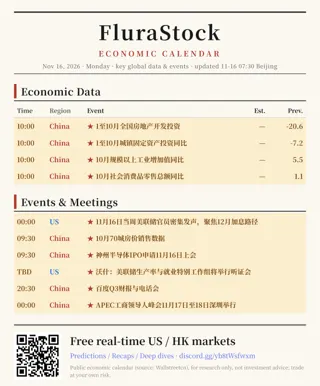 FluraStock
ECONOMIC CALENDAR
Nov 16, 2026 · Monday · key global data & events · updated 11-16 07:30 Beijing
Economic Data
Time Region Event Est. Prev.
10:00 China ★ 1至10月全国房地产开发投资 — -20.6
10:00 China ★ 1至10月城镇固定资产投资同比 — -7.2
10:00 China ★ 10月规模以上工业增加值同比 — 5.5
10:00 China ★ 10月社会消费品零售总额同比 — 1.1
Events & Meetings
00:00 US ★ 11月16日当周美联储官员密集发声，聚焦12月加息路径
09:30 China ★ 10月70城房价销售数据
09:30 China ★ 神州半导体IPO申请11月16日上会
TBD US ★ 沃什：美联储生产率与就业特别工作组将举行听证会
20:30 China ★ 百度Q3财报与电话会
00:00 China ★ APEC工商领导人峰会11月17日至18日深圳举行
Free real-time US / HK markets
Predictions / Recaps / Deep dives · discord.gg/yb8tWsfwxm
Public economic calendar (source: Wallstreetcn), for research only, not investment advice; trade
at your own risk.